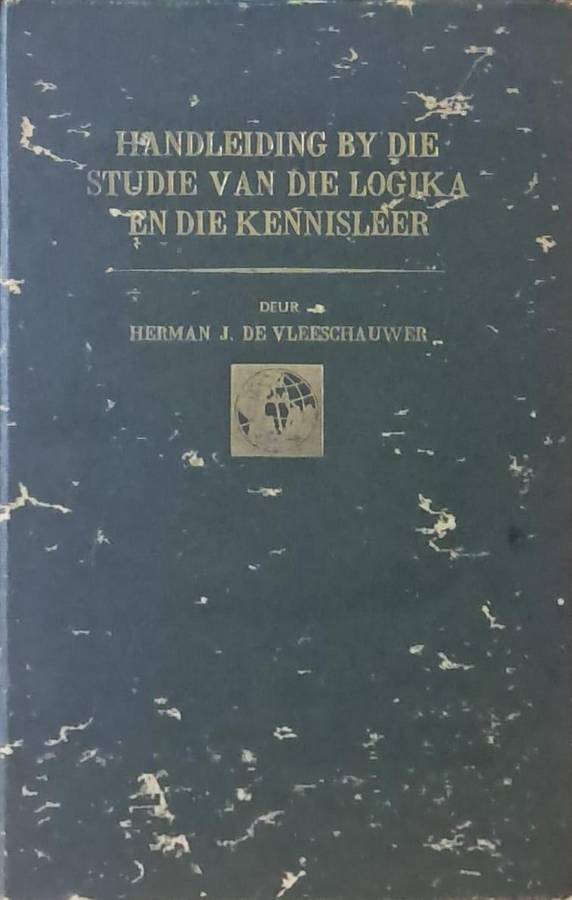 HANDLEIDING BY DIE
STUDIE VAN DIE LOGIKA
EN DIE KENNISLEER
DEUR
HERMAN J. DE VLEESCHAUWER